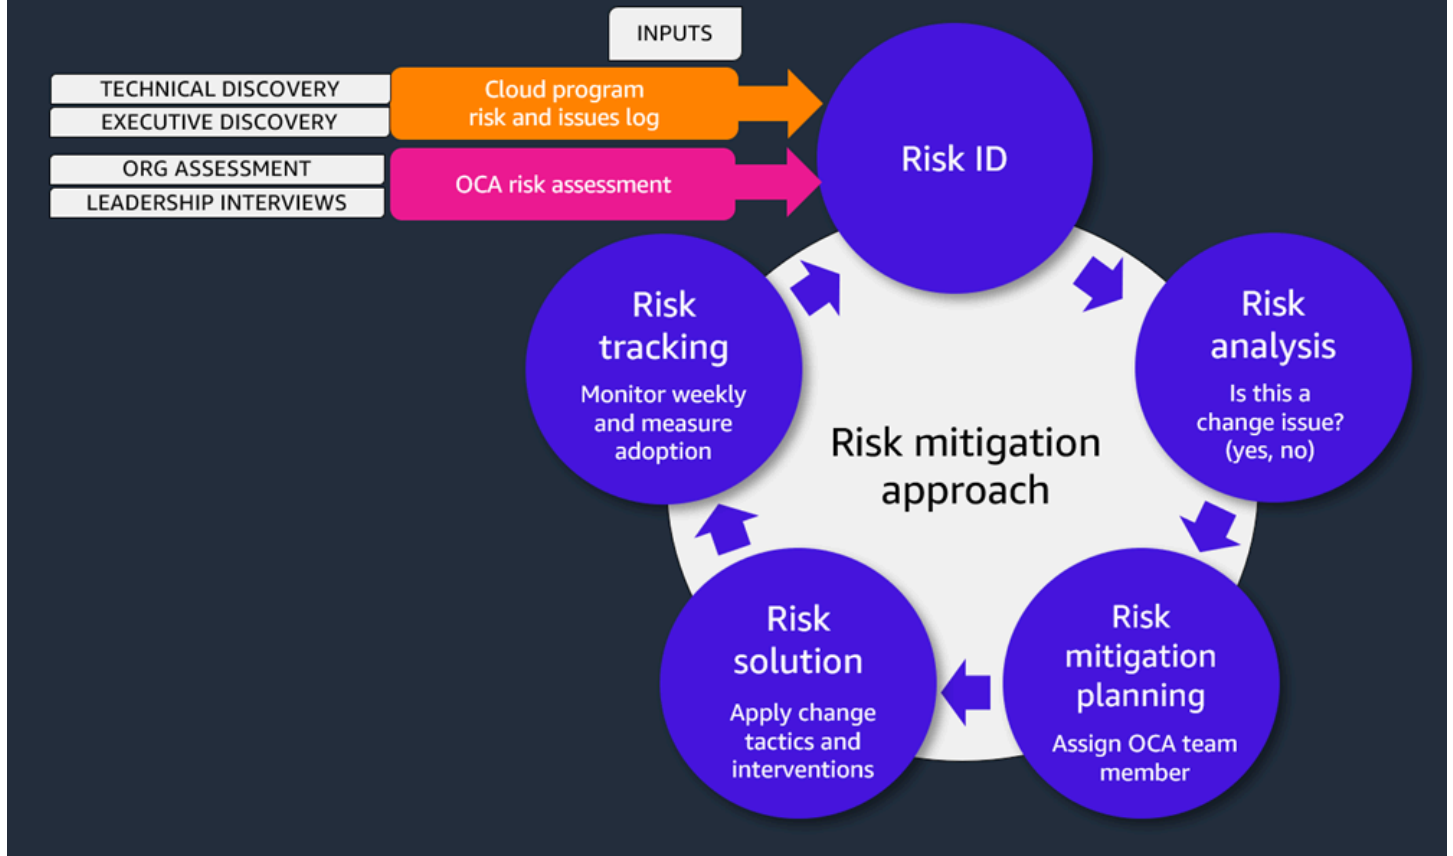 INPUTS
TECHNICAL DISCOVERY
EXECUTIVE DISCOVERY
Cloud program
risk and issues log
ORG ASSESSMENT
LEADERSHIP INTERVIEWS
OCA risk assessment
Risk ID
Risk
analysis
Is this a
change issue?
(yes, no)
Risk
mitigation
planning
Assign OCA team
member
Risk
solution
Apply change
tactics and
interventions
Risk
tracking
Monitor weekly
and measure
adoption
Risk mitigation
approach